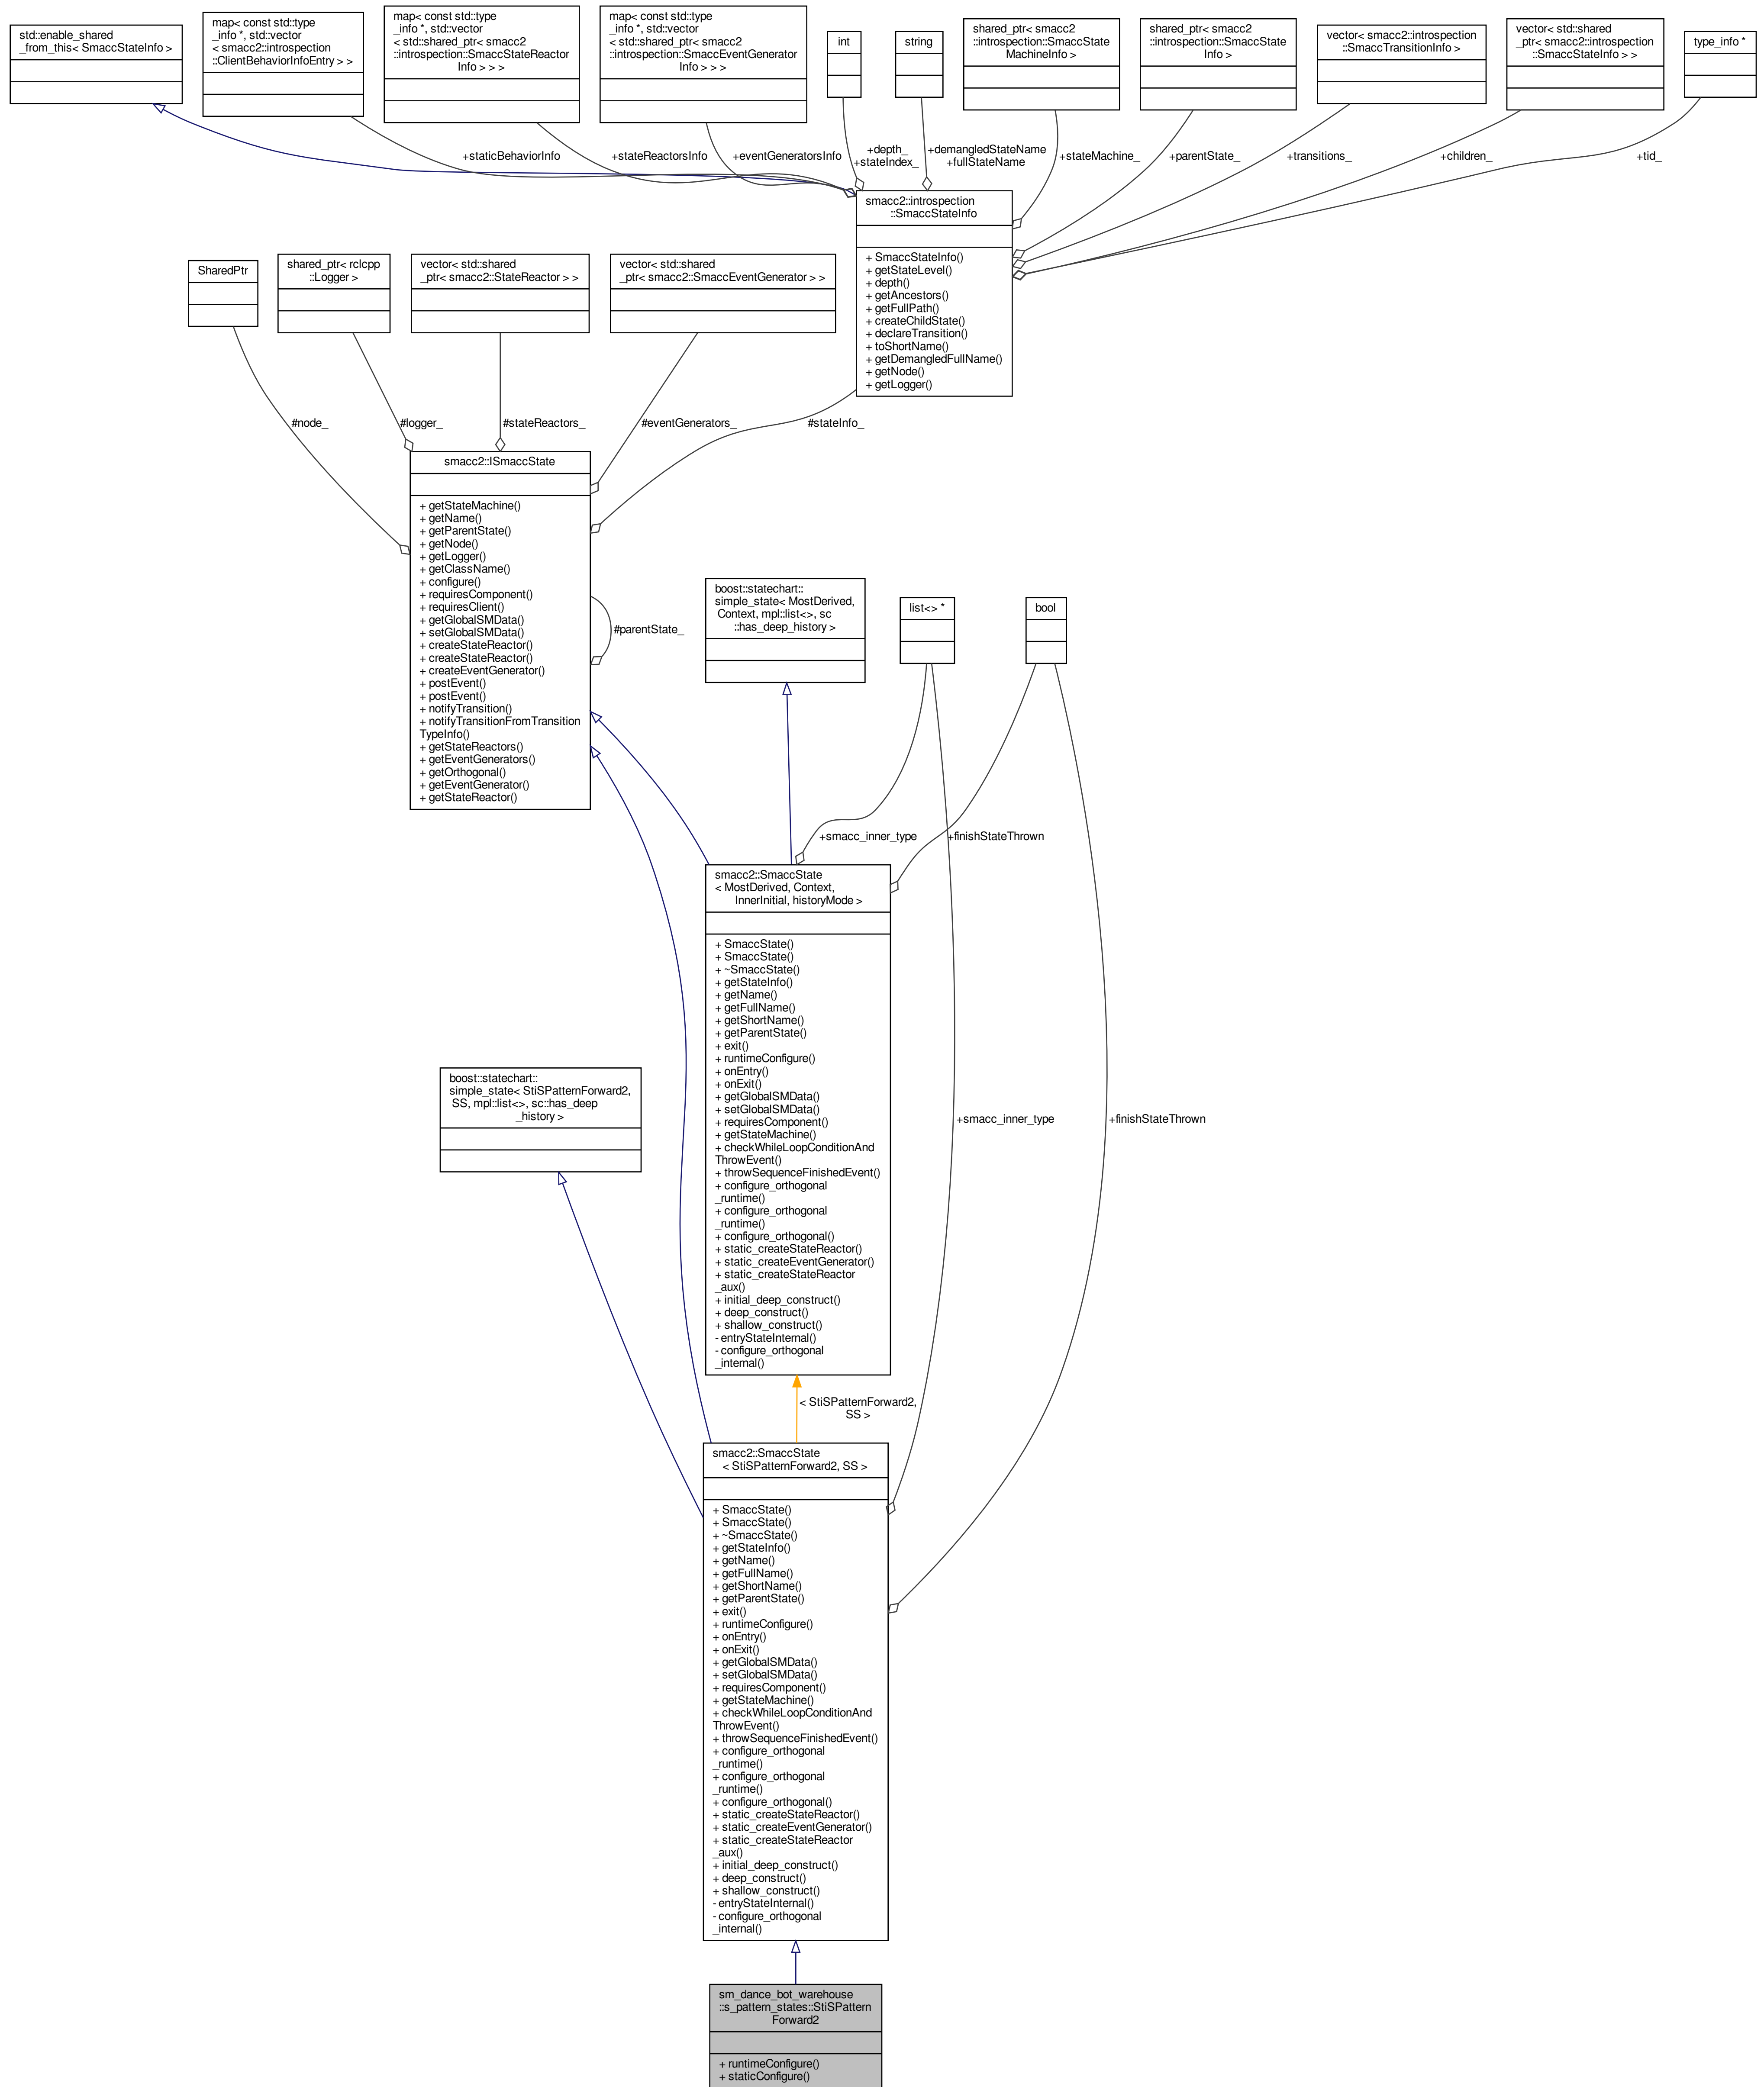 std::enable_shared
_from_this< SmaccStateInfo >
map< const std::type
_info *, std::vector
< smacc2::introspection
::ClientBehaviorInfoEntry > >
map< const std::type
_info *, std::vector
< std::shared_ptr< smacc2
::introspection::SmaccStateReactor
Info > > >
map< const std::type
_info *, std::vector
< std::shared_ptr< smacc2
::introspection::SmaccEventGenerator
Info > > >
int
string
shared_ptr< smacc2
::introspection::SmaccState
MachineInfo >
shared_ptr< smacc2
::introspection::SmaccState
Info >
vector< smacc2::introspection
::SmaccTransitionInfo >
vector< std::shared
_ptr< smacc2::introspection
::SmaccStateInfo > >
type_info *
+staticBehaviorInfo
+stateReactorsInfo
+eventGeneratorsInfo
+depth_
+stateIndex_
+demangledStateName
+fullStateName
+stateMachine_
+parentState_
+transitions_
+children_
+tid_
smacc2::introspection
::SmaccStateInfo
+ SmaccStateInfo()
+ getStateLevel()
+ depth()
+ getAncestors()
+ getFullPath()
+ createChildState()
+ declareTransition()
+ toShortName()
+ getDemangledFullName()
+ getNode()
+ getLogger()
SharedPtr
shared_ptr< rclcpp
::Logger >
vector< std::shared
_ptr< smacc2::StateReactor > >
vector< std::shared
_ptr< smacc2::SmaccEventGenerator > >
#node_
#logger_
#stateReactors_
#eventGenerators_
#stateInfo_
smacc2::ISmaccState
+ getStateMachine()
+ getName()
+ getParentState()
+ getNode()
+ getLogger()
+ getClassName()
+ configure()
+ requiresComponent()
+ requiresClient()
+ getGlobalSMData()
+ setGlobalSMData()
+ createStateReactor()
+ createStateReactor()
+ createEventGenerator()
+ postEvent()
+ postEvent()
+ notifyTransition()
+ notifyTransitionFromTransition
TypeInfo()
+ getStateReactors()
+ getEventGenerators()
+ getOrthogonal()
+ getEventGenerator()
+ getStateReactor()
#parentState_
boost::statechart::
simple_state< MostDerived,
Context, mpl::list<>, sc
::has_deep_history >
list<> *
bool
+smacc_inner_type
+finishStateThrown
smacc2::SmaccState
< MostDerived, Context,
InnerInitial, historyMode >
+ SmaccState()
+ SmaccState()
+ ~SmaccState()
+ getStateInfo()
+ getName()
+ getFullName()
+ getShortName()
+ getParentState()
+ exit()
+ runtimeConfigure()
+ onEntry()
+ onExit()
+ getGlobalSMData()
+ setGlobalSMData()
+ requiresComponent()
+ getStateMachine()
+ checkWhileLoopConditionAnd
ThrowEvent()
+ throwSequenceFinishedEvent()
+ configure_orthogonal
_runtime()
+ configure_orthogonal
_runtime()
+ configure_orthogonal()
+ static_createStateReactor()
+ static_createEventGenerator()
+ static_createStateReactor
_aux()
+ initial_deep_construct()
+ deep_construct()
+ shallow_construct()
- entryStateInternal()
- configure_orthogonal
_internal()
boost::statechart::
simple_state< StiSPatternForward2,
SS, mpl::list<>, sc::has_deep
_history >
+smacc_inner_type
+finishStateThrown
< StiSPatternForward2,
SS >
smacc2::SmaccState
< StiSPatternForward2, SS >
+ SmaccState()
+ SmaccState()
+ ~SmaccState()
+ getStateInfo()
+ getName()
+ getFullName()
+ getShortName()
+ getParentState()
+ exit()
+ runtimeConfigure()
+ onEntry()
+ onExit()
+ getGlobalSMData()
+ setGlobalSMData()
+ requiresComponent()
+ getStateMachine()
+ checkWhileLoopConditionAnd
ThrowEvent()
+ throwSequenceFinishedEvent()
+ configure_orthogonal
_runtime()
+ configure_orthogonal
_runtime()
+ configure_orthogonal()
+ static_createStateReactor()
+ static_createEventGenerator()
+ static_createStateReactor
_aux()
+ initial_deep_construct()
+ deep_construct()
+ shallow_construct()
- entryStateInternal()
- configure_orthogonal
_internal()
sm_dance_bot_warehouse
::s_pattern_states::StiSPattern
Forward2
+ runtimeConfigure()
+ staticConfigure()